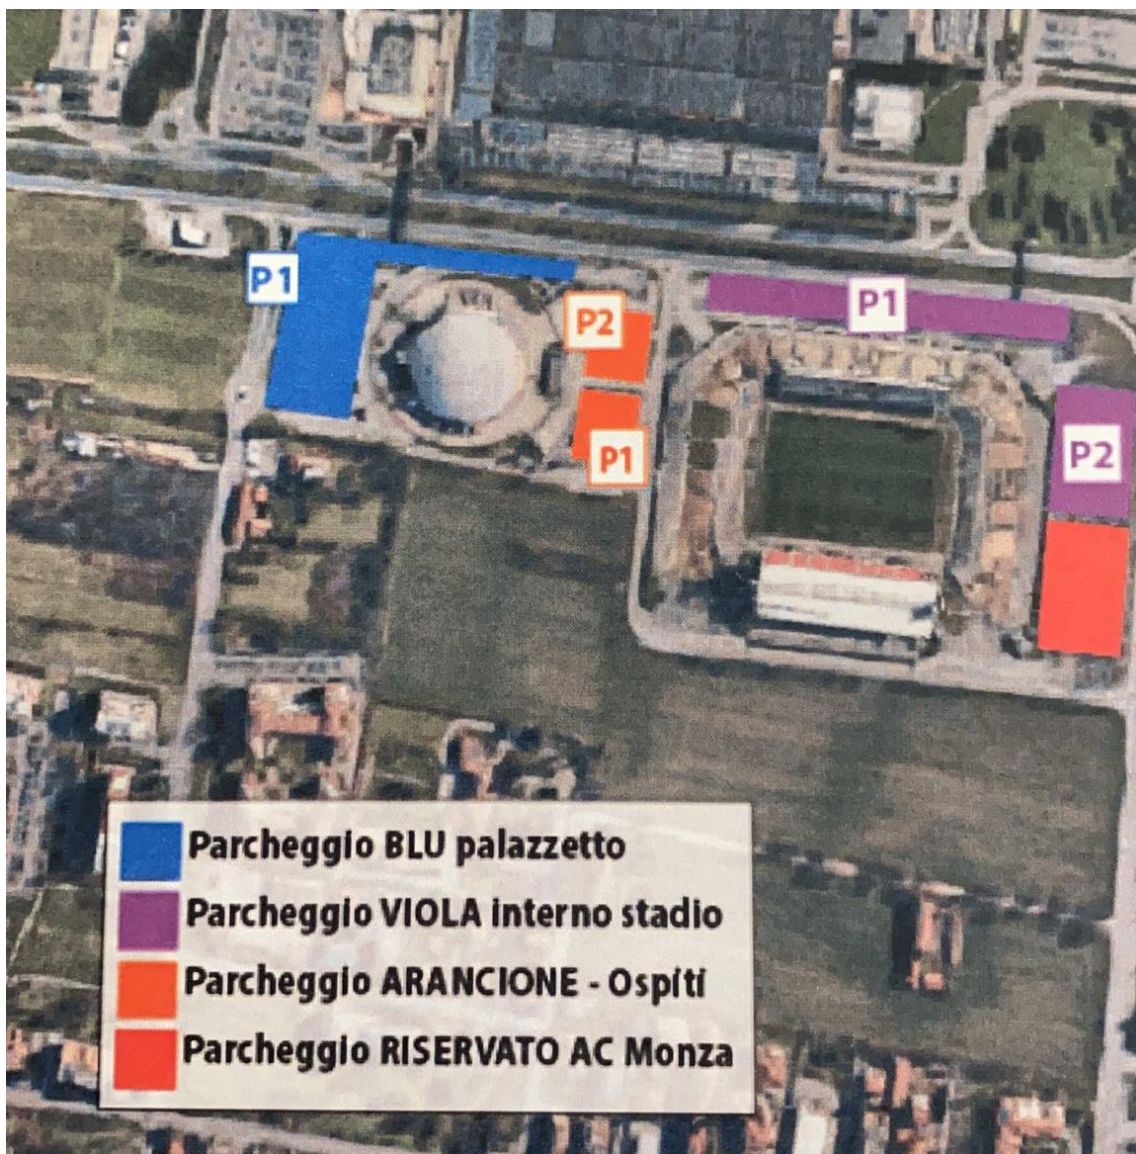 P1
P2
P1
P1
P2
Parcheggio BLU palazzetto
Parcheggio VIOLA interno stadio
Parcheggio ARANCIONE - Ospiti
Parcheggio RISERVATO AC Monza